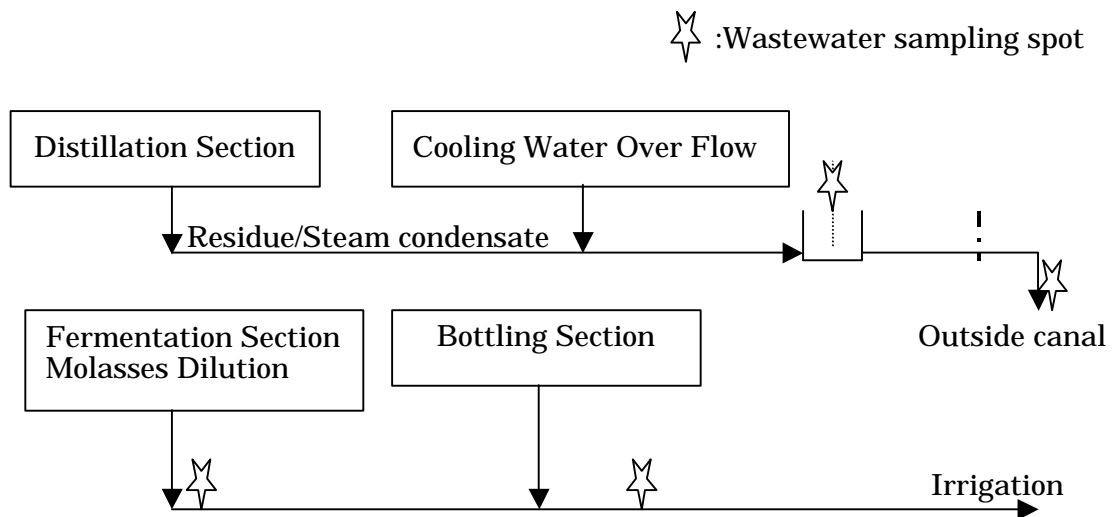 :Wastewater sampling spot
Distillation Section
Cooling Water Over Flow
Residue/Steam condensate
Fermentation Section
Molasses Dilution
Bottling Section
Outside canal
Irrigation